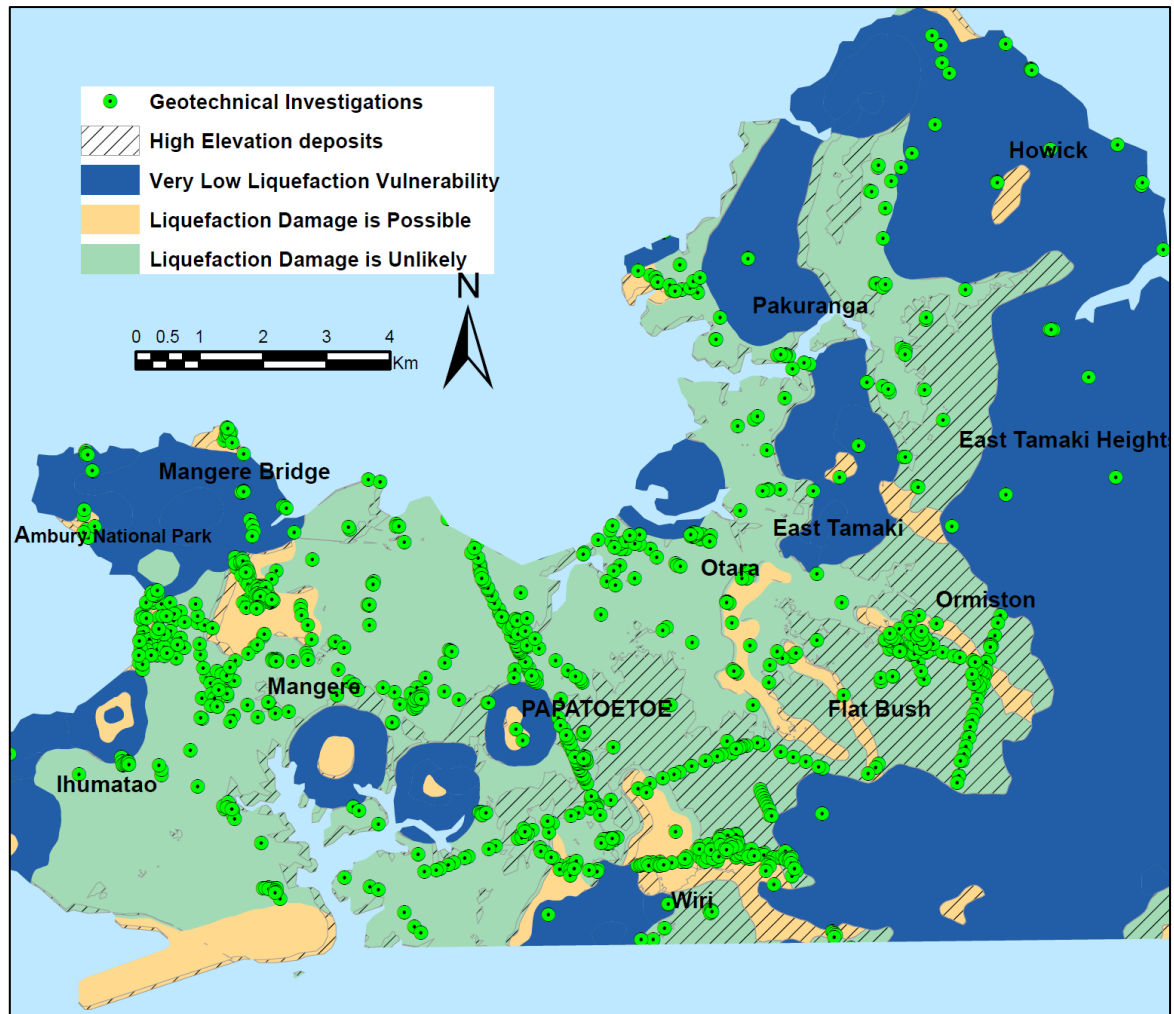 Geotechnical Investigations
High Elevation deposits
Very Low Liquefaction Vulnerability
Liquefaction Damage is Possible
Liquefaction Damage is Unlikely
N
0 0.5 1 2 3 4
Km
Howick
Pakuranga
East Tamaki Heights
Mangere Bridge
Ambury National Park
East Tamaki
Otara
Ormiston
Mangere
PAPATOETOE
Flat Bush
Ihumatao
Wiri